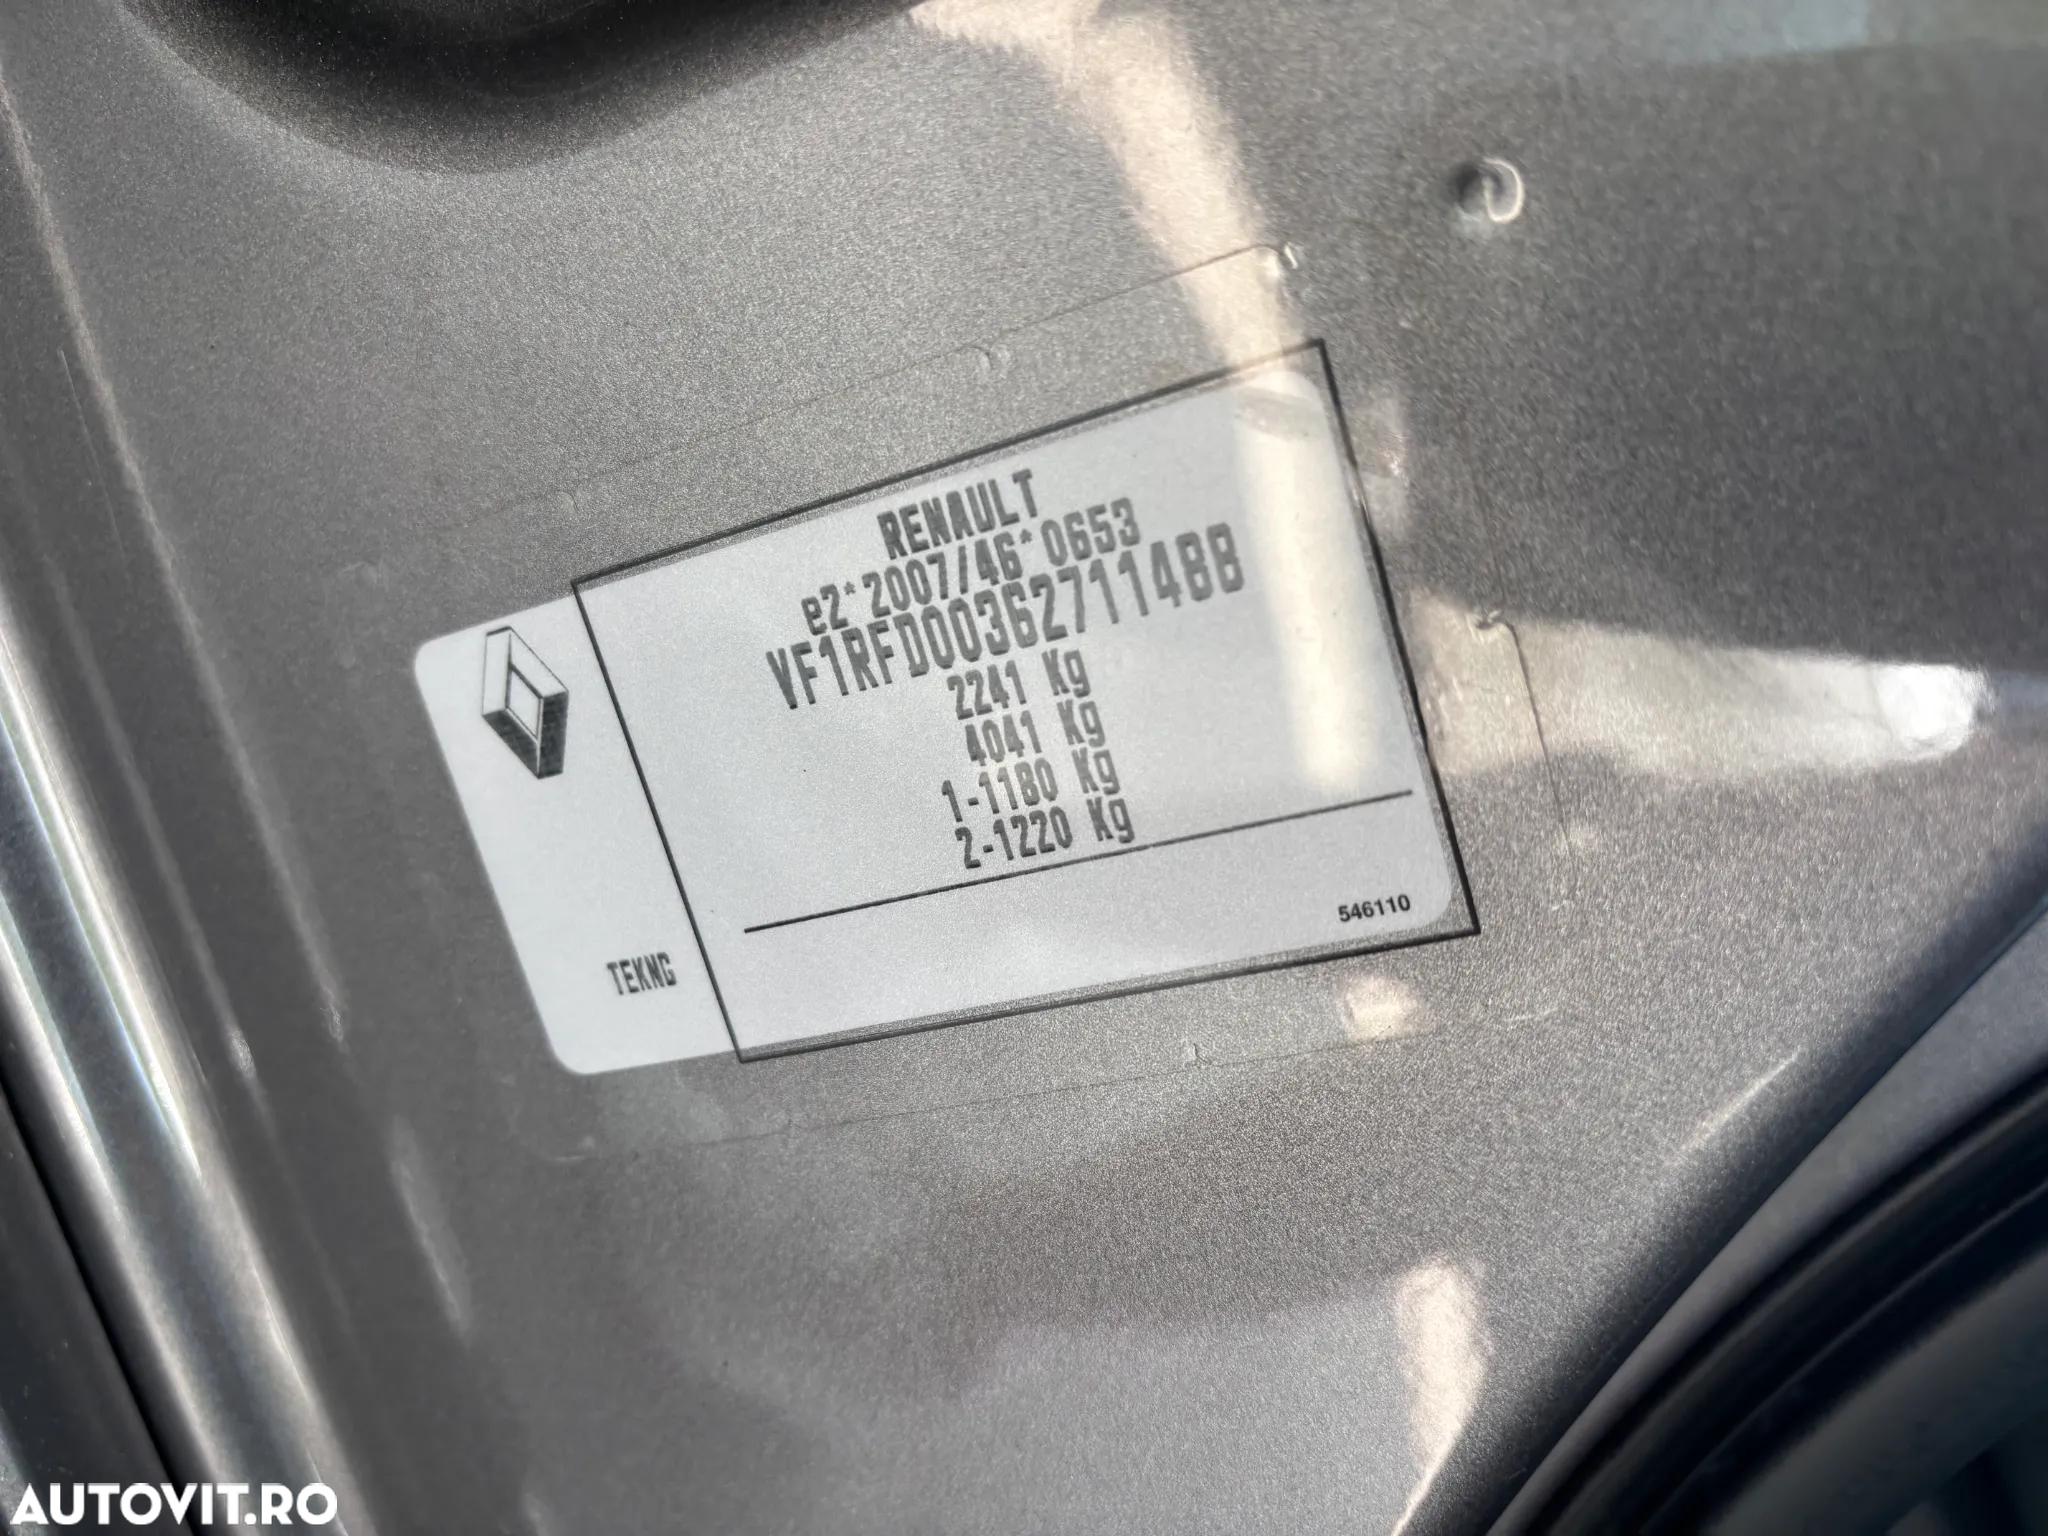 RENAULT
e2*2007/46*0653
VF1RFD00362711488
2241 Kg
4041 Kg
1-1180 Kg
2-1220 Kg
546110
TEKNG
AUTOVIT.RO